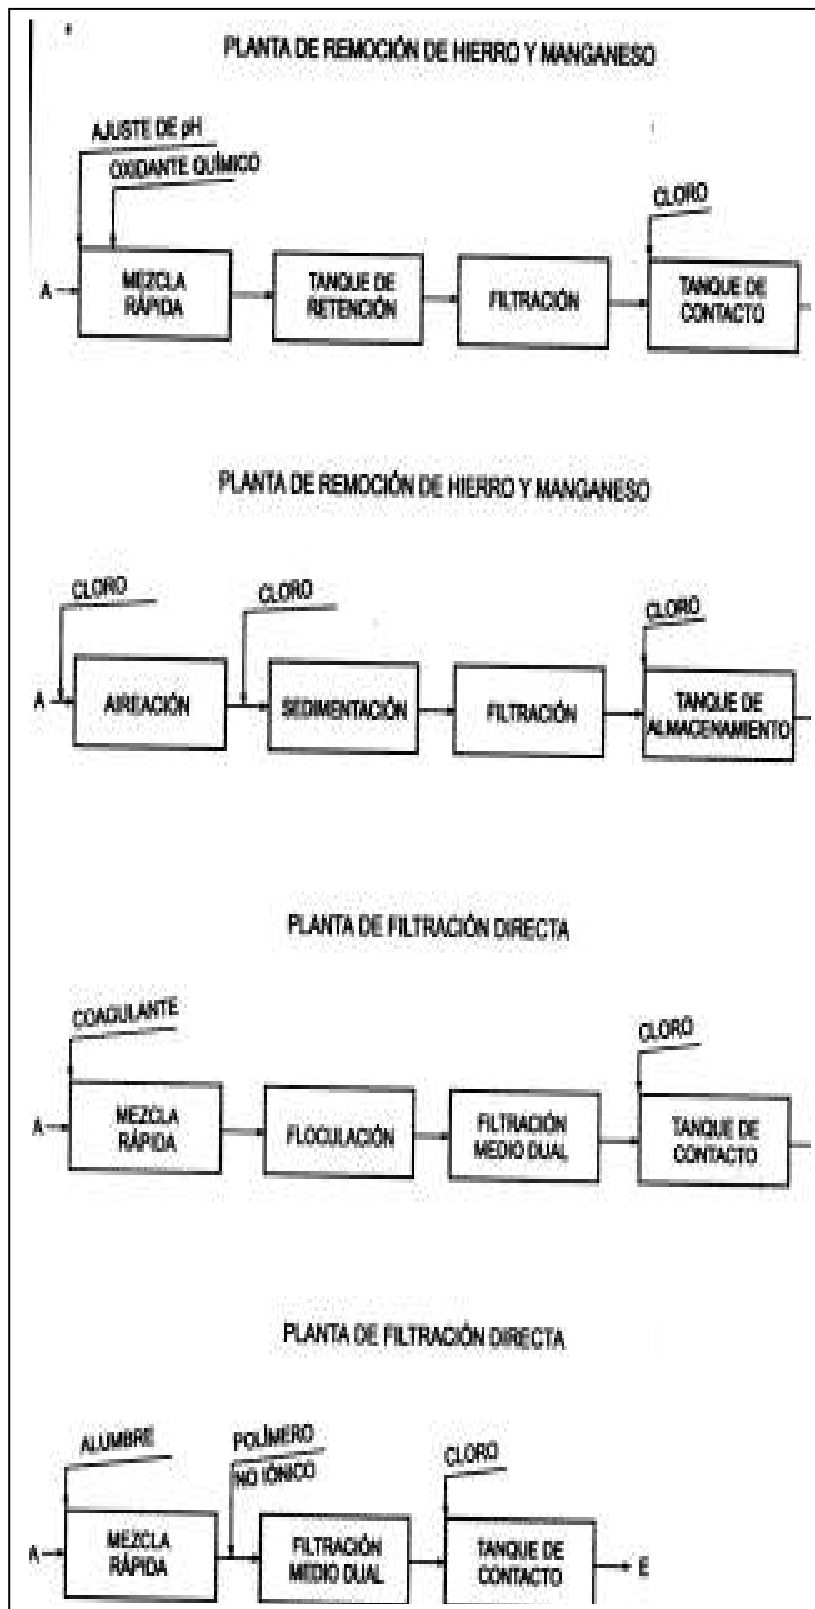 PLANTA DE REMOCIÓN DE HIERRO Y MANGANESO
AJUSTE DE pH
OXIDANTE QUÍMICO
CLORO
A
MEZCLA
RÁPIDA
TANQUE DE
RETENCIÓN
FILTRACIÓN
TANQUE DE
CONTACTO
PLANTA DE REMOCIÓN DE HIERRO Y MANGANESO
CLORO
CLORO
CLORO
A
AIREACIÓN
SEDIMENTACIÓN
FILTRACIÓN
TANQUE DE
ALMACENAMIENTO
PLANTA DE FILTRACIÓN DIRECTA
COAGULANTE
CLORO
A
MEZCLA
RÁPIDA
FLOCULACIÓN
FILTRACIÓN
MEDIO DUAL
TANQUE DE
CONTACTO
PLANTA DE FILTRACIÓN DIRECTA
ALUMBRE
POLÍMERO
NO IÓNICO
CLORO
A
MEZCLA
RÁPIDA
FILTRACIÓN
MEDIO DUAL
TANQUE DE
CONTACTO
E